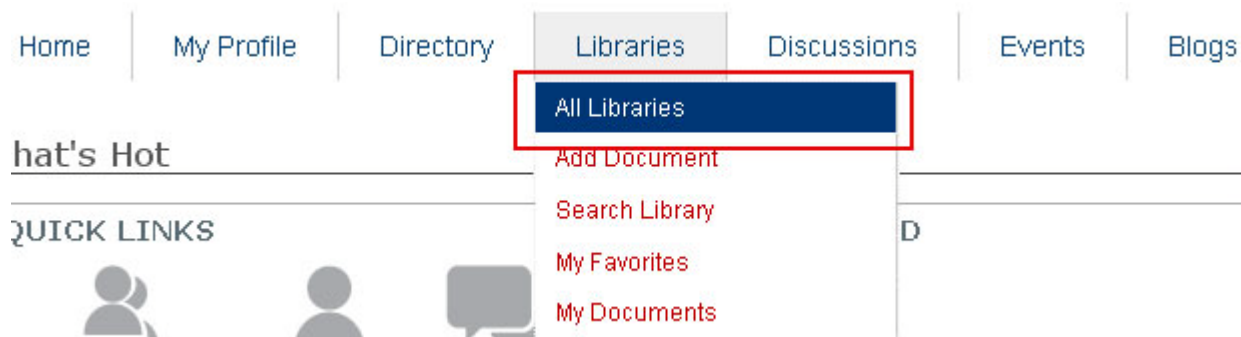 Home My Profile Directory Libraries Discussions Events Blogs
All Libraries
hat's Hot
Add Document
Search Library
QUICK LINKS
D
My Favorites
My Documents